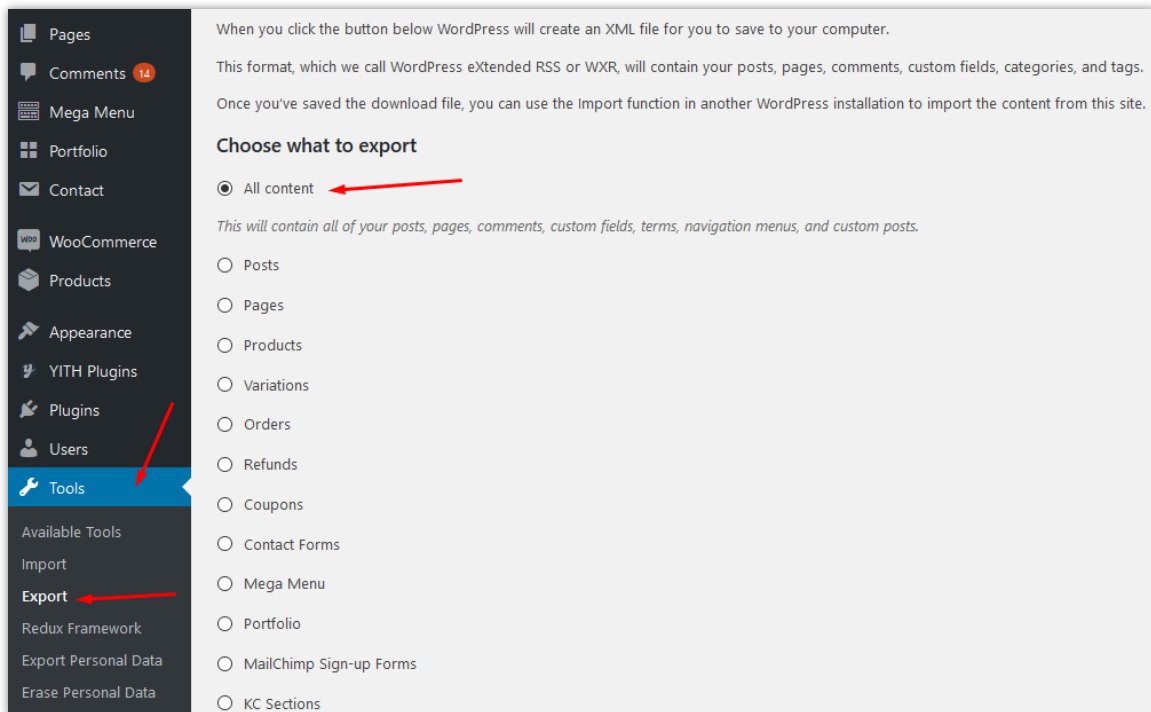 Pages
Comments 14
Mega Menu
Portfolio
Contact
WOO WooCommerce
Products
Appearance
YITH Plugins
Plugins
Users
Tools
Available Tools
Import
Export
Redux Framework
Export Personal Data
Erase Personal Data
When you click the button below WordPress will create an XML file for you to save to your computer.
This format, which we call WordPress eXtended RSS or WXR, will contain your posts, pages, comments, custom fields, categories, and tags.
Once you've saved the download file, you can use the Import function in another WordPress installation to import the content from this site.
Choose what to export
All content
This will contain all of your posts, pages, comments, custom fields, terms, navigation menus, and custom posts.
Posts
Pages
Products
Variations
Orders
Refunds
Coupons
Contact Forms
Mega Menu
Portfolio
MailChimp Sign-up Forms
KC Sections